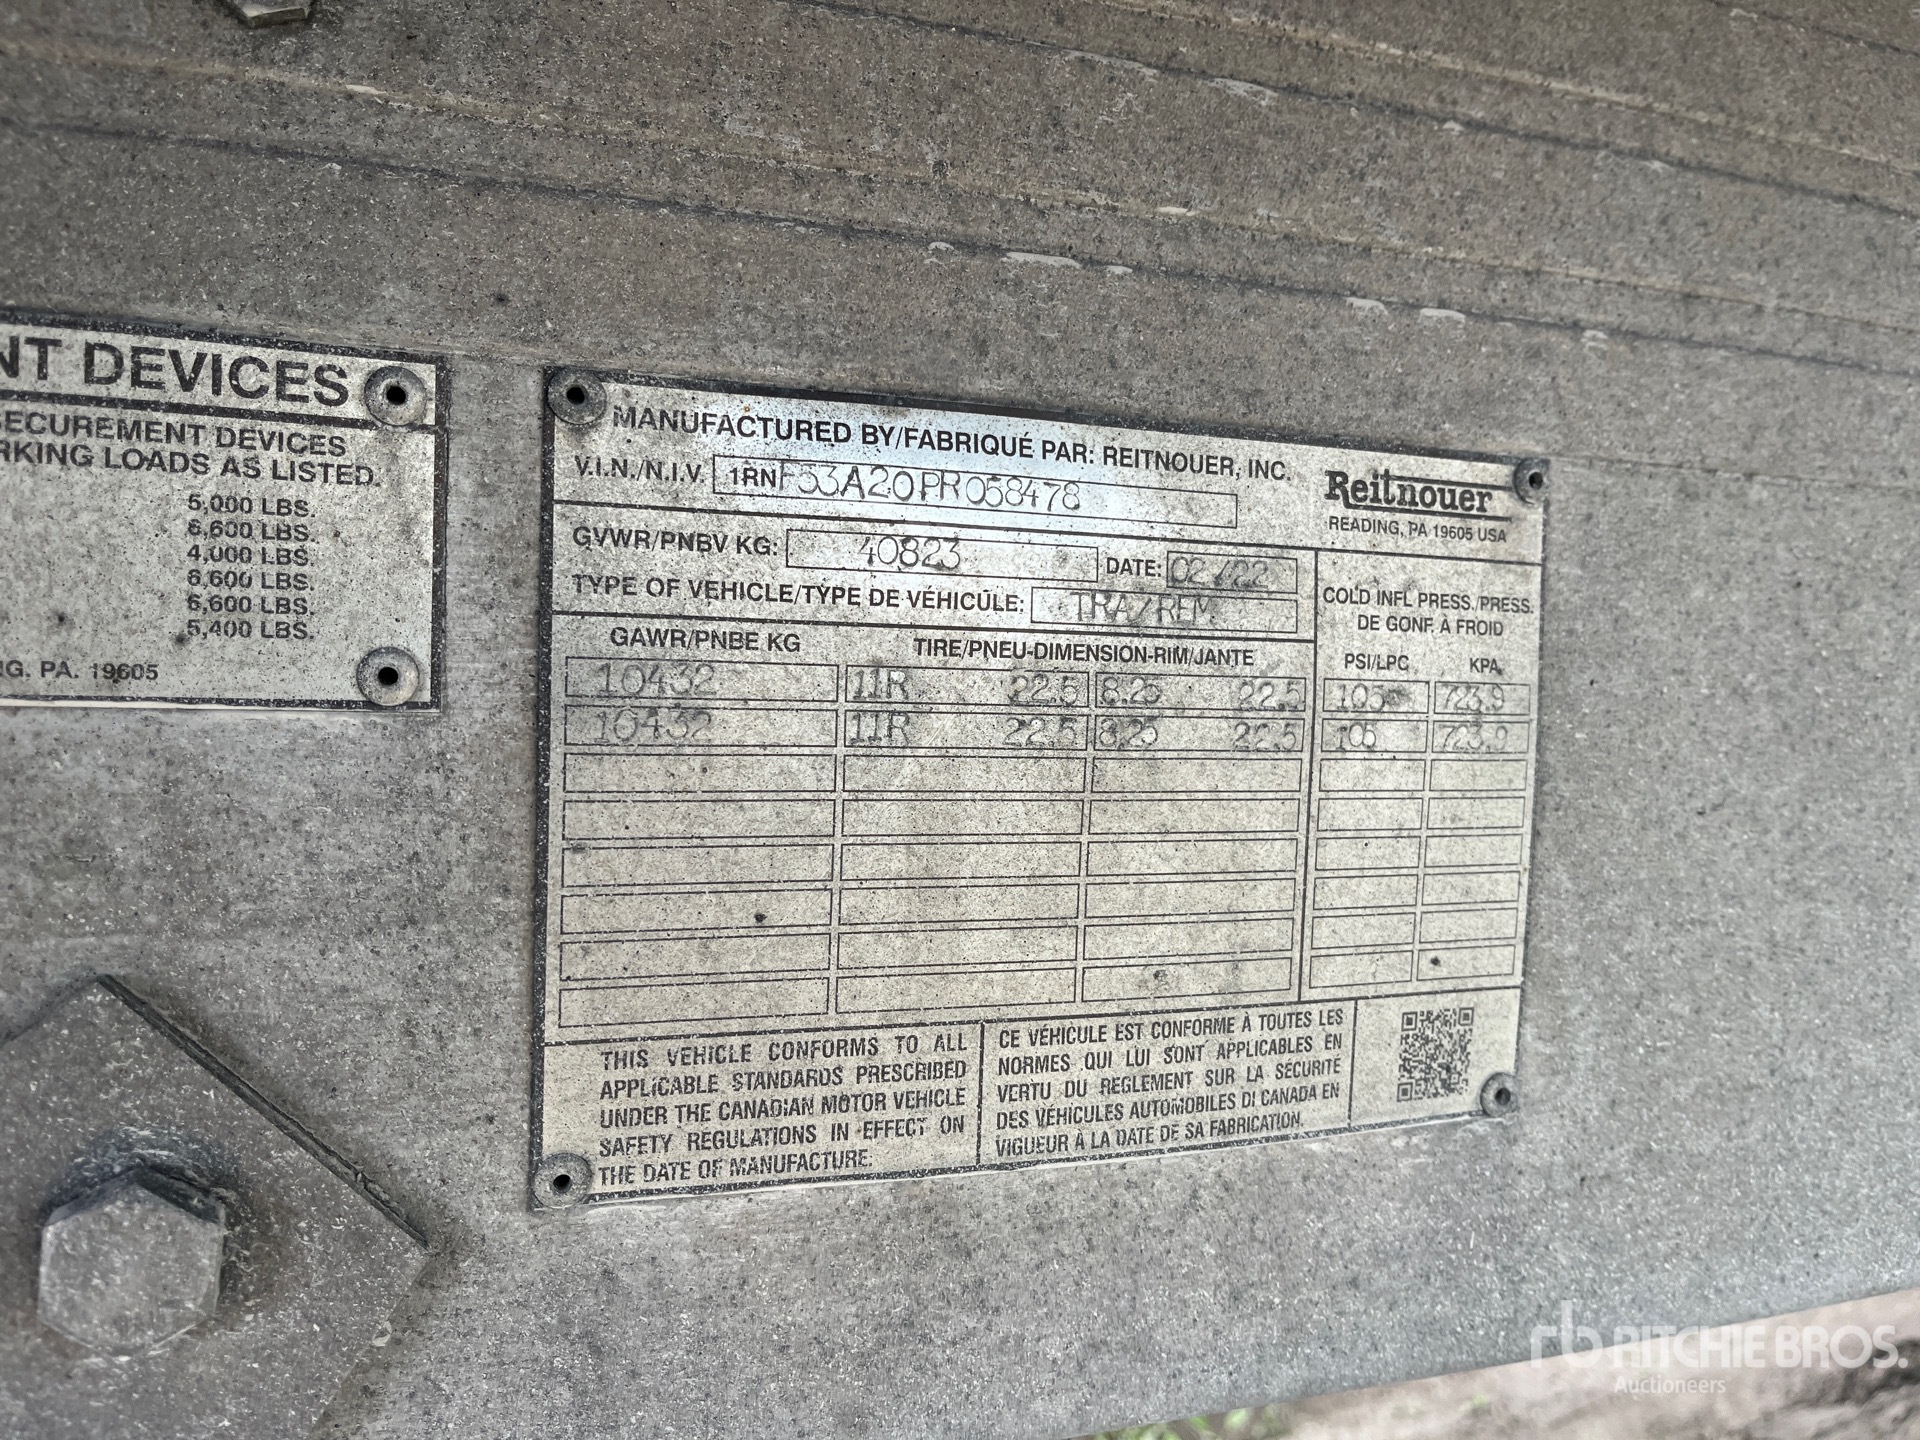 NT DEVICES
SECUREMENT DEVICES
RKING LOADS AS LISTED.
5,000 LBS.
6,600 LBS.
4,000 LBS.
6,600 LBS.
6,600 LBS.
5,400 LBS.
NG, PA. 19605
MANUFACTURED BY/FABRIQUÉ PAR: REITNOUER, INC.
V.I.N./N.I.V. 1RNF53A20PR058478
Reitnouer
READING, PA 19605 USA
GVWR/PNBV KG: 40823 DATE: 02/22
TYPE OF VEHICLE/TYPE DE VÉHICULE: TRA/REM
COLD INFL PRESS./PRESS.
DE GONF. À FROID
GAWR/PNBE KG TIRE/PNEU-DIMENSION-RIM/JANTE PSI/LPC KPA
10432 11R 22.5 8.25 22.5 105 723.9
10432 11R 22.5 8.25 22.5 105 723.9
THIS VEHICLE CONFORMS TO ALL
APPLICABLE STANDARDS PRESCRIBED
UNDER THE CANADIAN MOTOR VEHICLE
SAFETY REGULATIONS IN EFFECT ON
THE DATE OF MANUFACTURE.
CE VÉHICULE EST CONFORME À TOUTES LES
NORMES QUI LUI SONT APPLICABLES EN
VERTU DU REGLEMENT SUR LA SÉCURITÉ
DES VÉHICULES AUTOMOBILES DI CANADA EN
VIGUEUR À LA DATE DE SA FABRICATION.
rb RITCHIE BROS.
Auctioneers